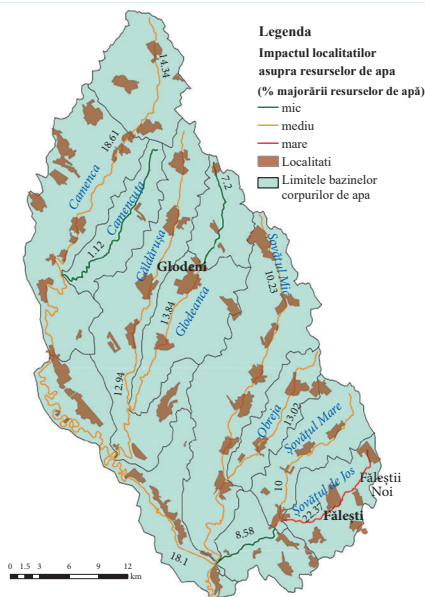 Legenda
Impactul localitatilor
asupra resurselor de apa
(% majorării resurselor de apă)
mic
mediu
mare
Localitati
Limitele bazinelor
corpurilor de apa
14.34
18.61
Camenca
Camencuța
1.12
Căldărușa
Glodeni
Glodeanca
13.84
12.94
Șovățul Mic
10.23
Obreja
13.02
Șovățul Mare
10
Șovățul de Jos
22.37
Făleștii
Noi
Fălești
8.58
18.1
0 1.5 3 6 9 12
km